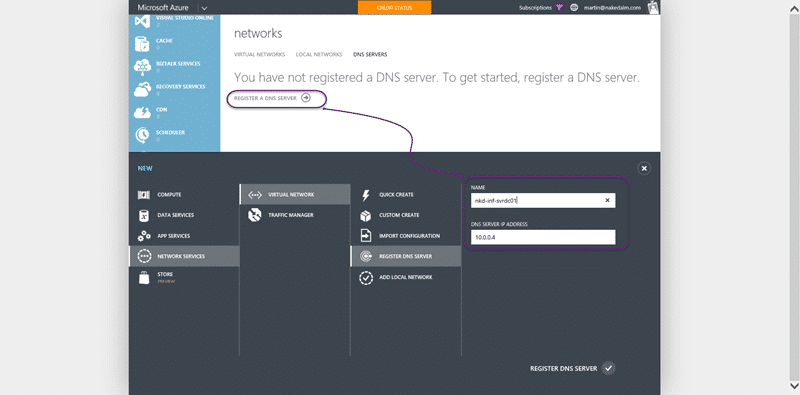 Microsoft Azure
CREDIT STATUS
Subscriptions
martin@nakedalm.com
VISUAL STUDIO ONLINE
0
CACHE
0
BIZTALK SERVICES
0
RECOVERY SERVICES
0
CDN
0
SCHEDULER
0
networks
VIRTUAL NETWORKS LOCAL NETWORKS DNS SERVERS
You have not registered a DNS server. To get started, register a DNS server.
REGISTER A DNS SERVER
NEW
COMPUTE
DATA SERVICES
APP SERVICES
NETWORK SERVICES
STORE
PREVIEW
VIRTUAL NETWORK
TRAFFIC MANAGER
QUICK CREATE
CUSTOM CREATE
IMPORT CONFIGURATION
REGISTER DNS SERVER
ADD LOCAL NETWORK
NAME
nkd-inf-svrdc01
DNS SERVER IP ADDRESS
10.0.0.4
REGISTER DNS SERVER